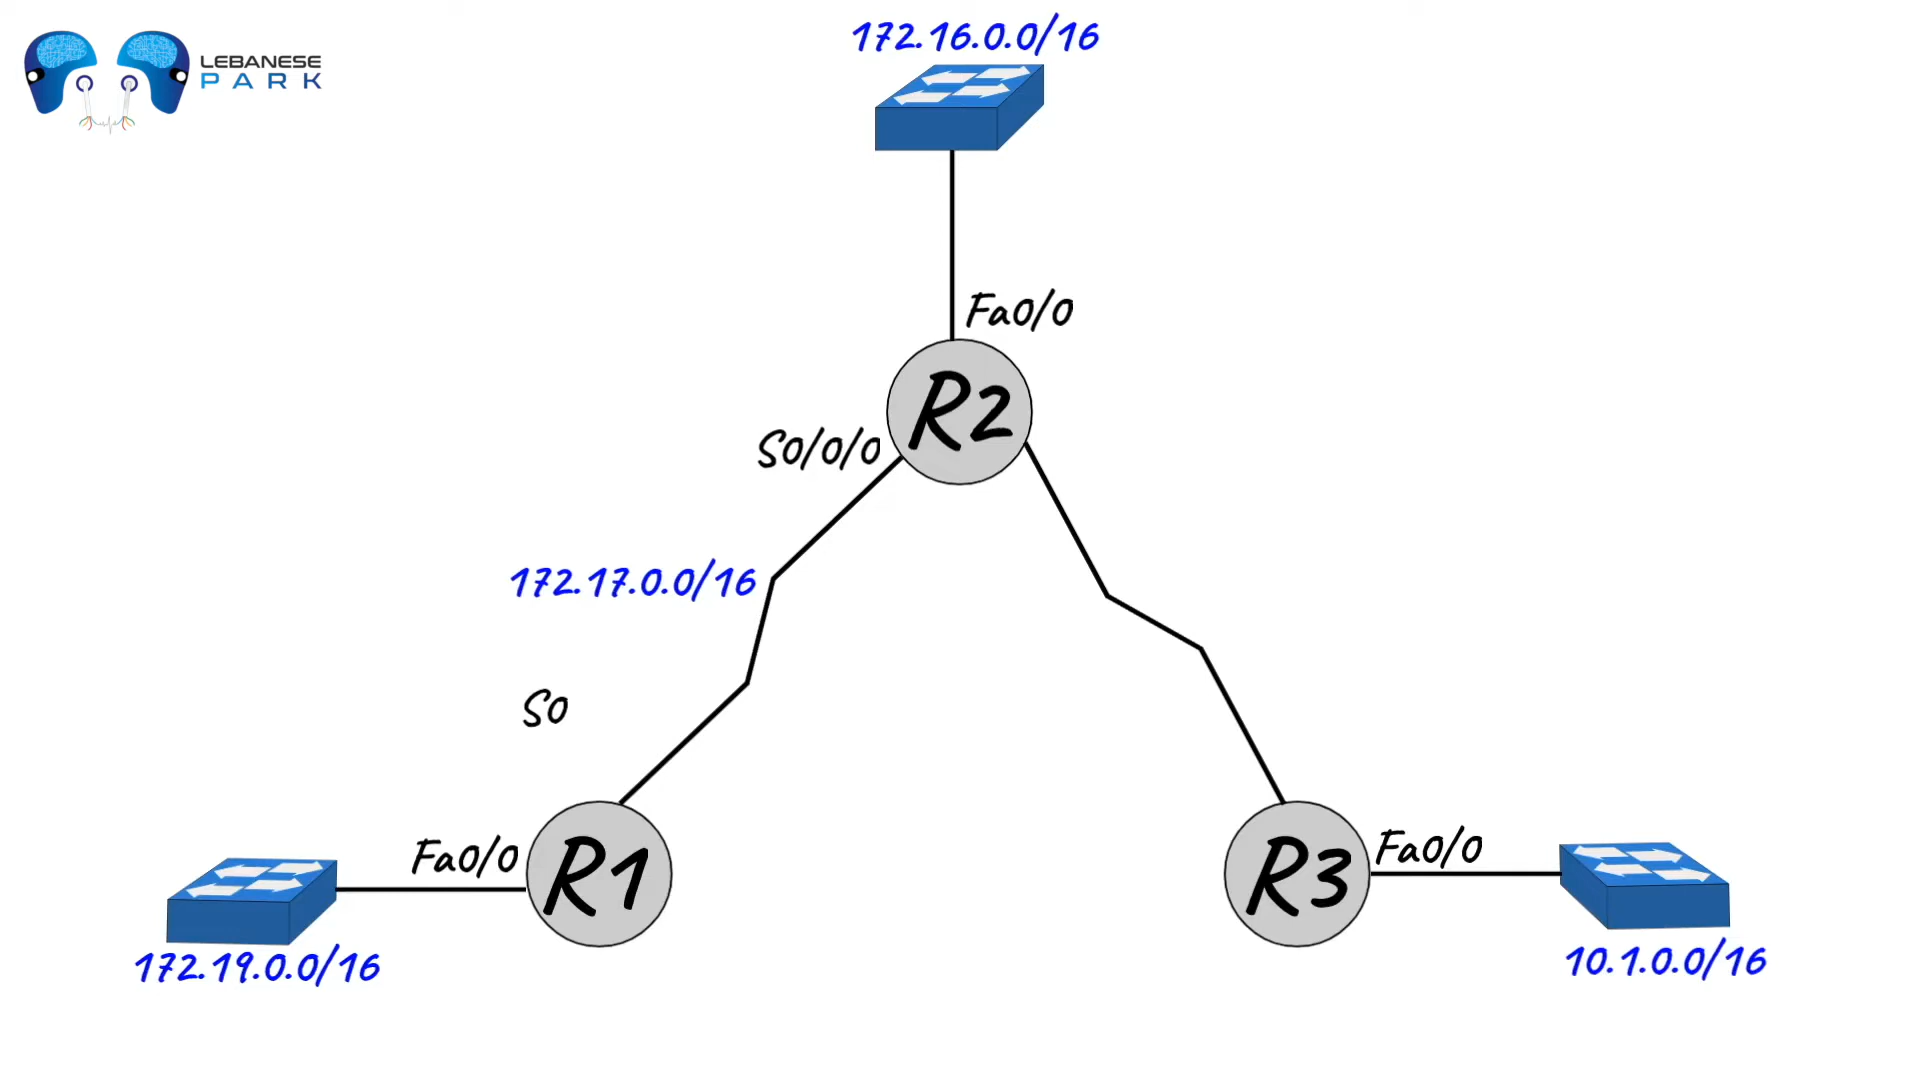 LEBANESE
PARK
172.16.0.0/16
Fa0/0
R2
S0/0/0
172.17.0.0/16
S0
Fa0/0
R1
R3
Fa0/0
172.19.0.0/16
10.1.0.0/16